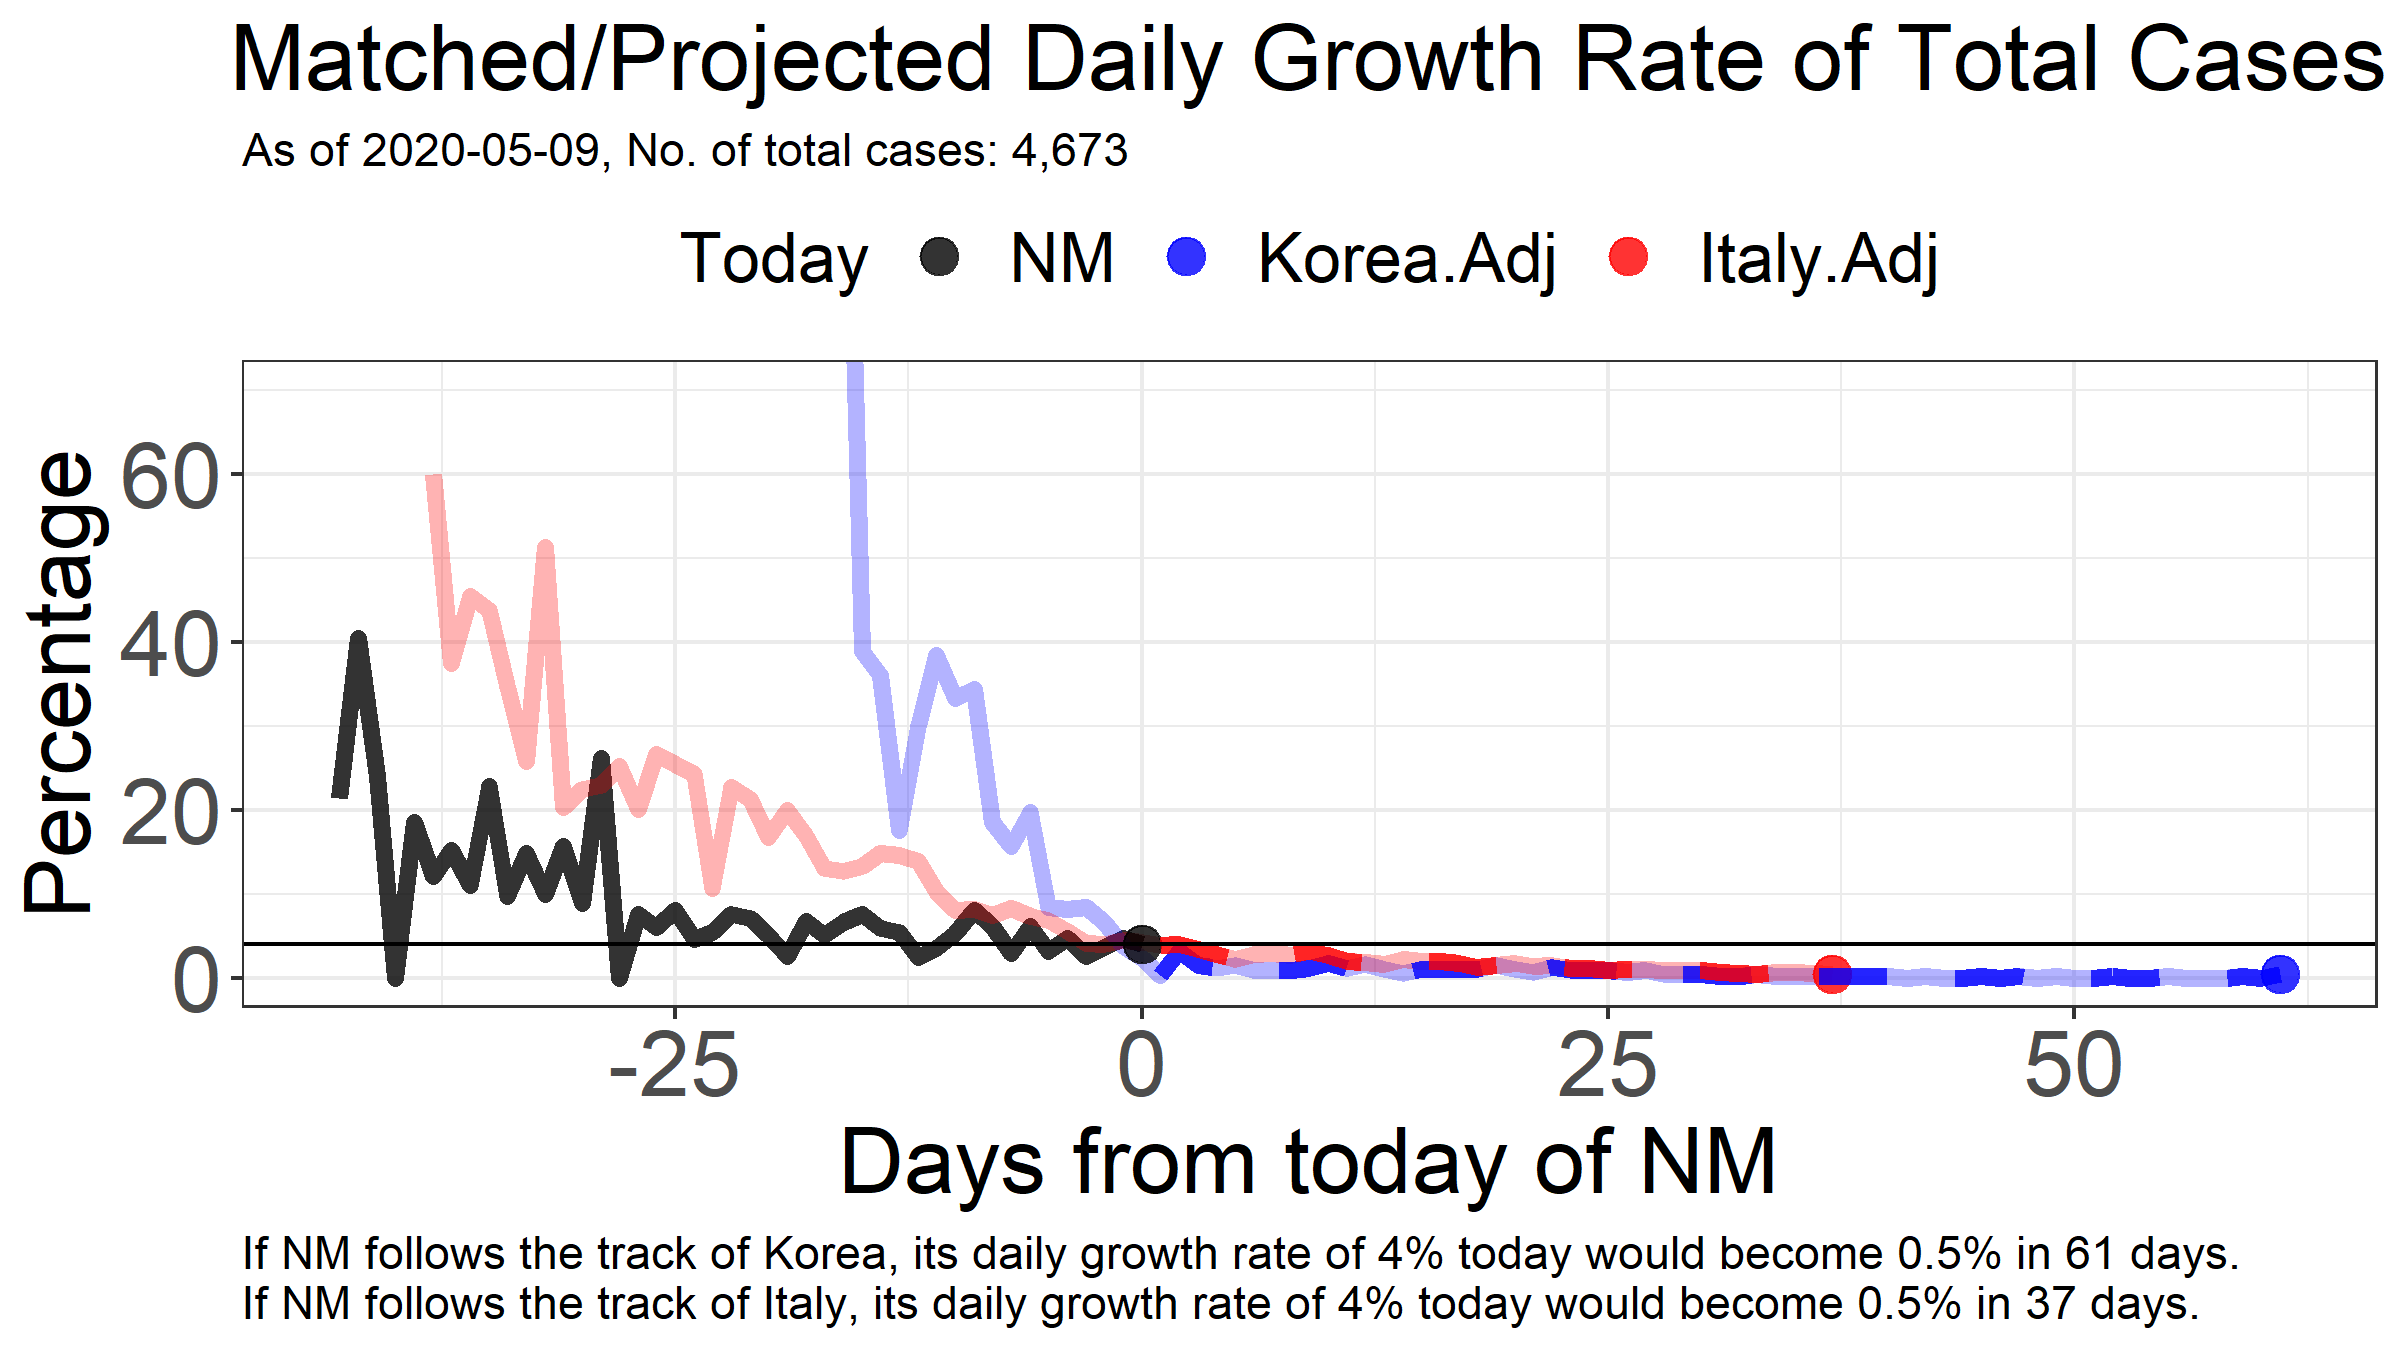 Matched/Projected Daily Growth Rate of Total Cases
As of 2020-05-09, No. of total cases: 4,673
Today NM Korea.Adj Italy.Adj
Percentage
60
40
20
0
-25 0 25 50
Days from today of NM
If NM follows the track of Korea, its daily growth rate of 4% today would become 0.5% in 61 days.
If NM follows the track of Italy, its daily growth rate of 4% today would become 0.5% in 37 days.